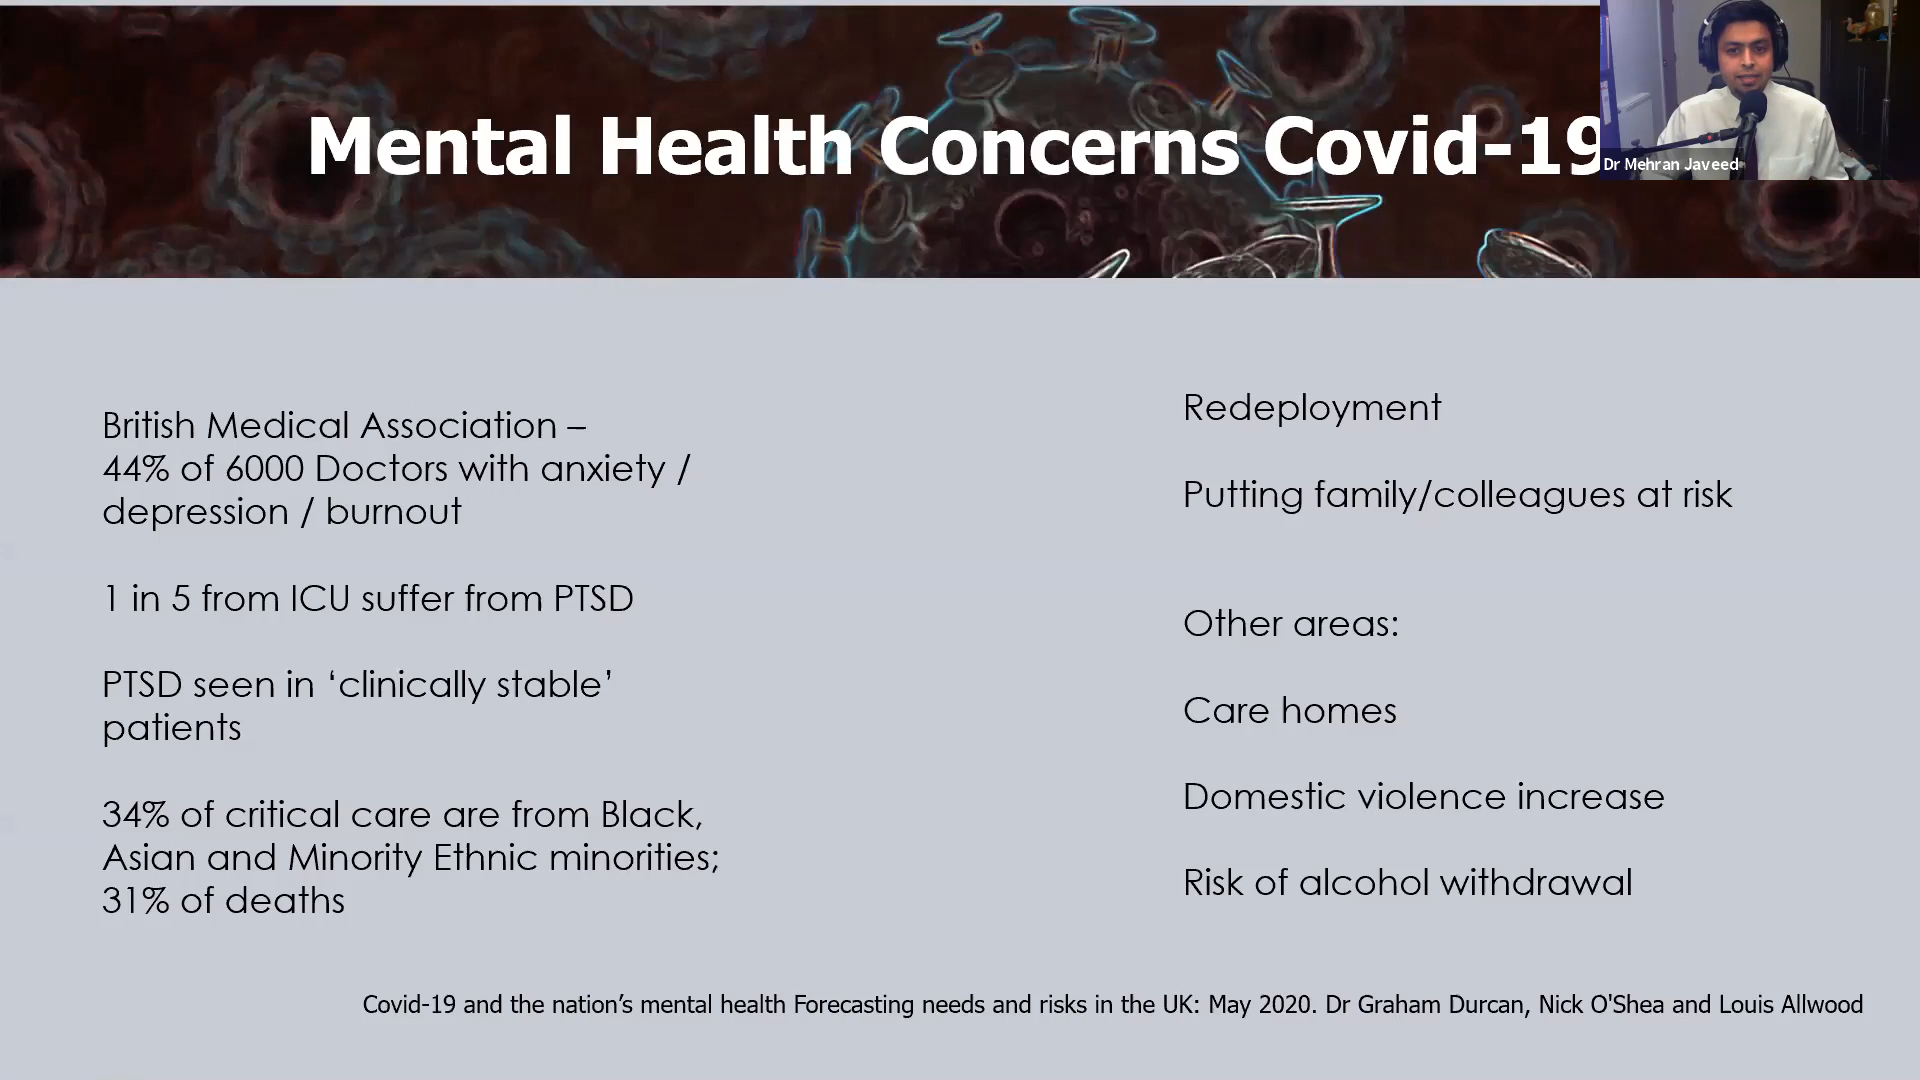 Mental Health Concerns Covid-19
Dr Mehran Javeed
British Medical Association –
44% of 6000 Doctors with anxiety /
depression / burnout
1 in 5 from ICU suffer from PTSD
PTSD seen in ‘clinically stable’
patients
34% of critical care are from Black,
Asian and Minority Ethnic minorities;
31% of deaths
Redeployment
Putting family/colleagues at risk
Other areas:
Care homes
Domestic violence increase
Risk of alcohol withdrawal
Covid-19 and the nation’s mental health Forecasting needs and risks in the UK: May 2020. Dr Graham Durcan, Nick O'Shea and Louis Allwood